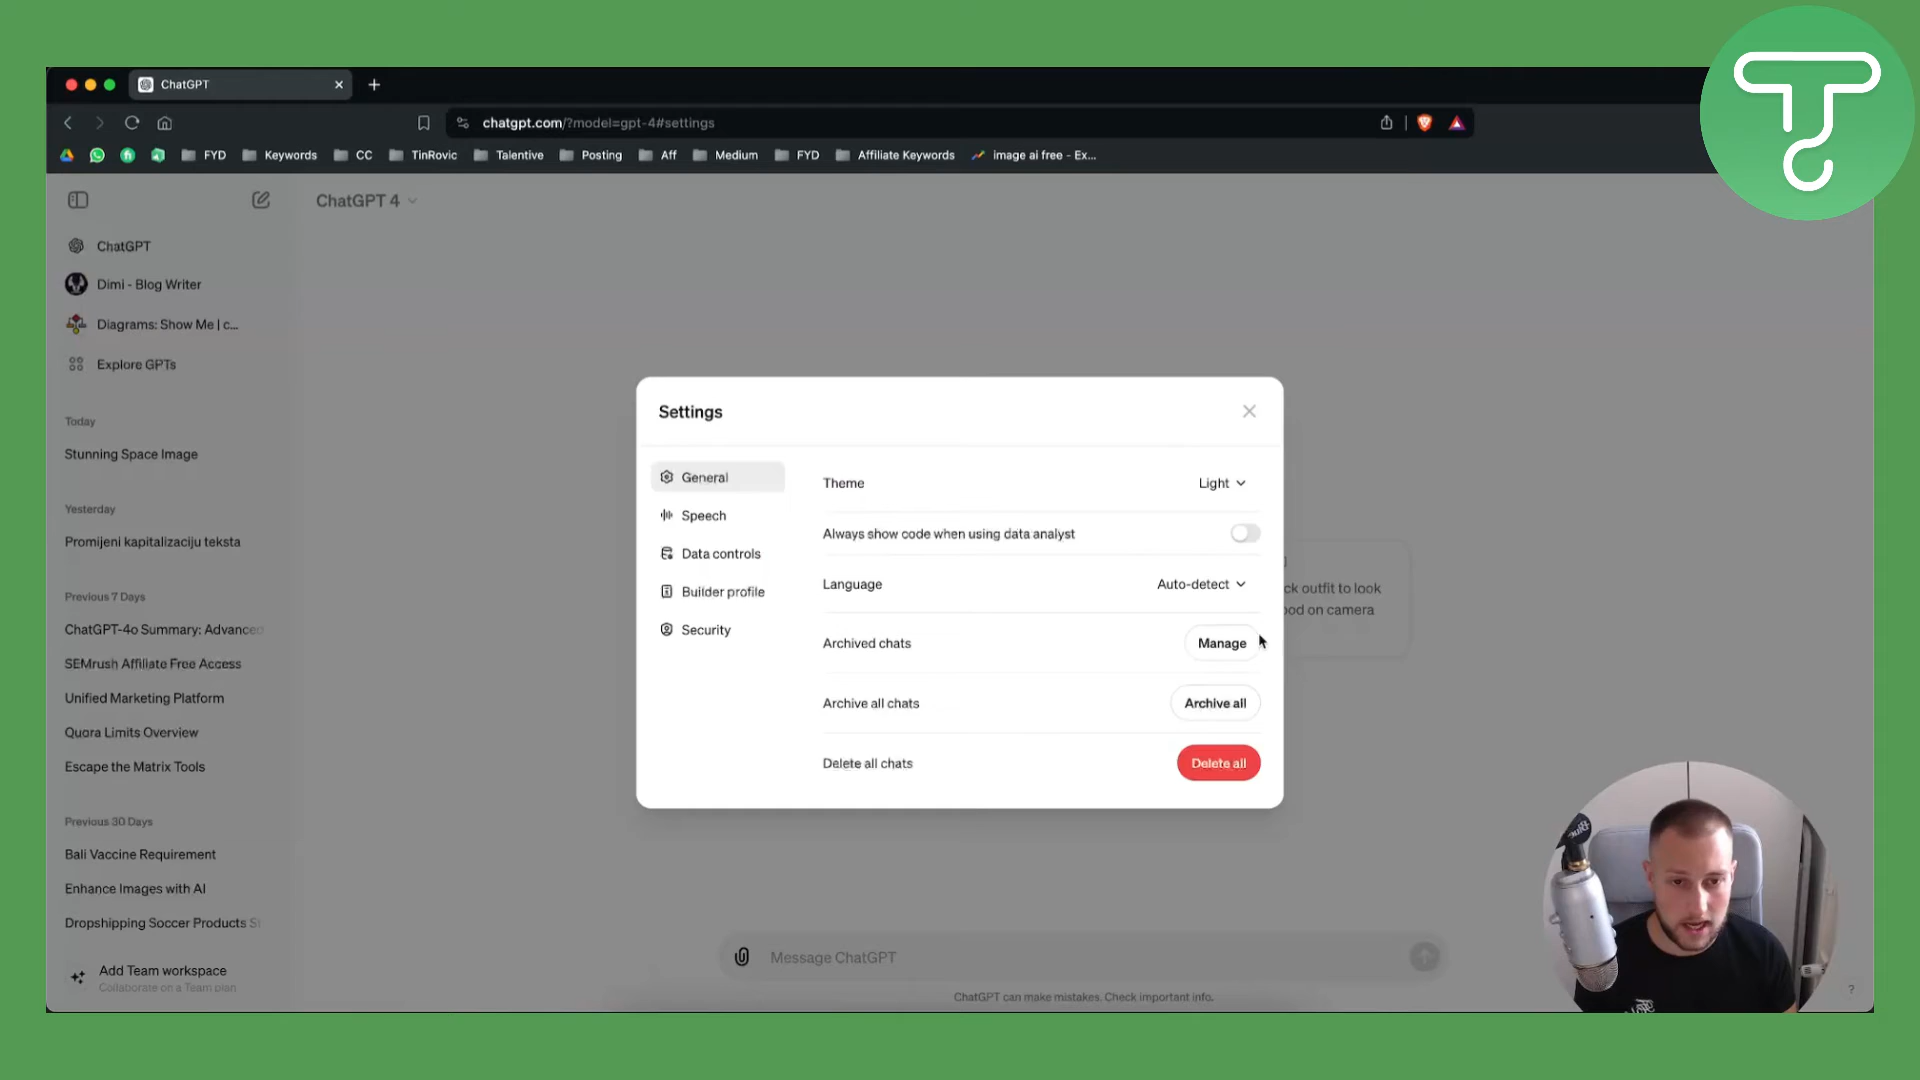 ChatGPT
chatgpt.com/?model=gpt-4#settings
FYD
Keywords
CC
TinRovic
Talentive
Posting
Aff
Medium
FYD
Affiliate Keywords
image ai free - Ex...
ChatGPT 4
ChatGPT
Dimi - Blog Writer
Diagrams: Show Me | c...
Explore GPTs
Today
Stunning Space Image
Yesterday
Promijeni kapitalizaciju teksta
Previous 7 Days
ChatGPT-4o Summary: Advanced
SEMrush Affiliate Free Access
Unified Marketing Platform
Quora Limits Overview
Escape the Matrix Tools
Previous 30 Days
Bali Vaccine Requirement
Enhance Images with AI
Dropshipping Soccer Products S
Add Team workspace
Collaborate on a Team plan
Settings
General
Speech
Data controls
Builder profile
Security
Theme
Light
Always show code when using data analyst
Language
Auto-detect
Archived chats
Manage
Archive all chats
Archive all
Delete all chats
Delete all
ck outfit to look
ood on camera
Message ChatGPT
ChatGPT can make mistakes. Check important info.
?